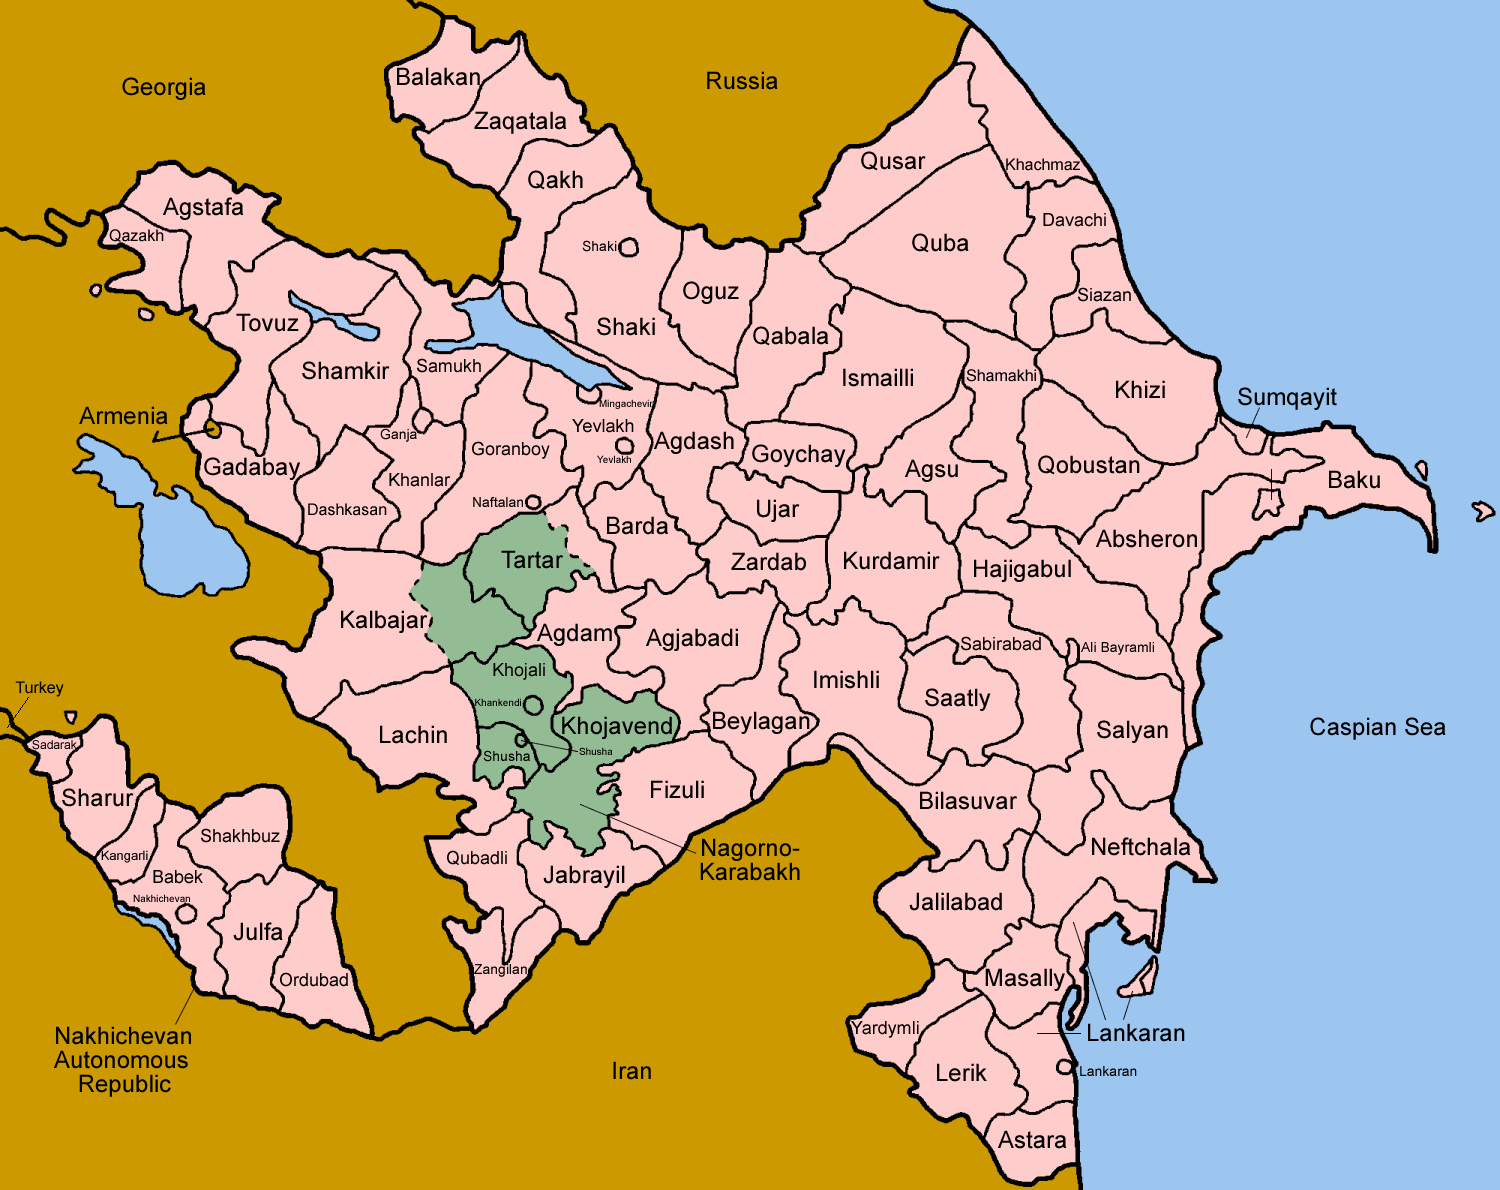 Georgia
Russia
Balakan
Zaqatala
Qakh
Qusar
Khachmaz
Agstafa
Qazakh
Davachi
Quba
Shaki
Oguz
Siazan
Tovuz
Shaki
Qabala
Shamkir
Samukh
Ismailli
Shamakhi
Khizi
Sumqayit
Armenia
Mingachevir
Yevlakh
Ganja
Goranboy
Agdash
Goychay
Yevlakh
Gadabay
Khanlar
Agsu
Qobustan
Baku
Naftalan
Dashkasan
Barda
Ujar
Absheron
Tartar
Zardab
Kurdamir
Hajigabul
Kalbajar
Agdam
Agjabadi
Sabirabad
Ali Bayramli
Khojali
Imishli
Turkey
Khankendi
Saatly
Lachin
Khojavend
Beylagan
Salyan
Caspian Sea
Sadarak
Shusha
Shusha
Sharur
Fizuli
Bilasuvar
Shakhbuz
Nagorno-
Karabakh
Neftchala
Kangarli
Qubadli
Babek
Jabrayil
Nakhichevan
Jalilabad
Julfa
Zangilan
Ordubad
Masally
Nakhichevan
Autonomous
Republic
Yardymli
Lankaran
Iran
Lerik
Lankaran
Astara